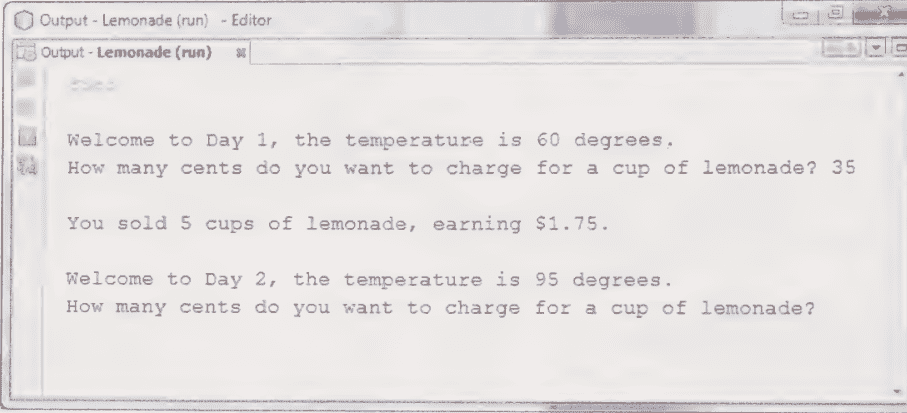 Output - Lemonade (run) - Editor
Output - Lemonade (run)
Welcome to Day 1, the temperature is 60 degrees.
How many cents do you want to charge for a cup of lemonade? 35
You sold 5 cups of lemonade, earning $1.75.
Welcome to Day 2, the temperature is 95 degrees.
How many cents do you want to charge for a cup of lemonade?